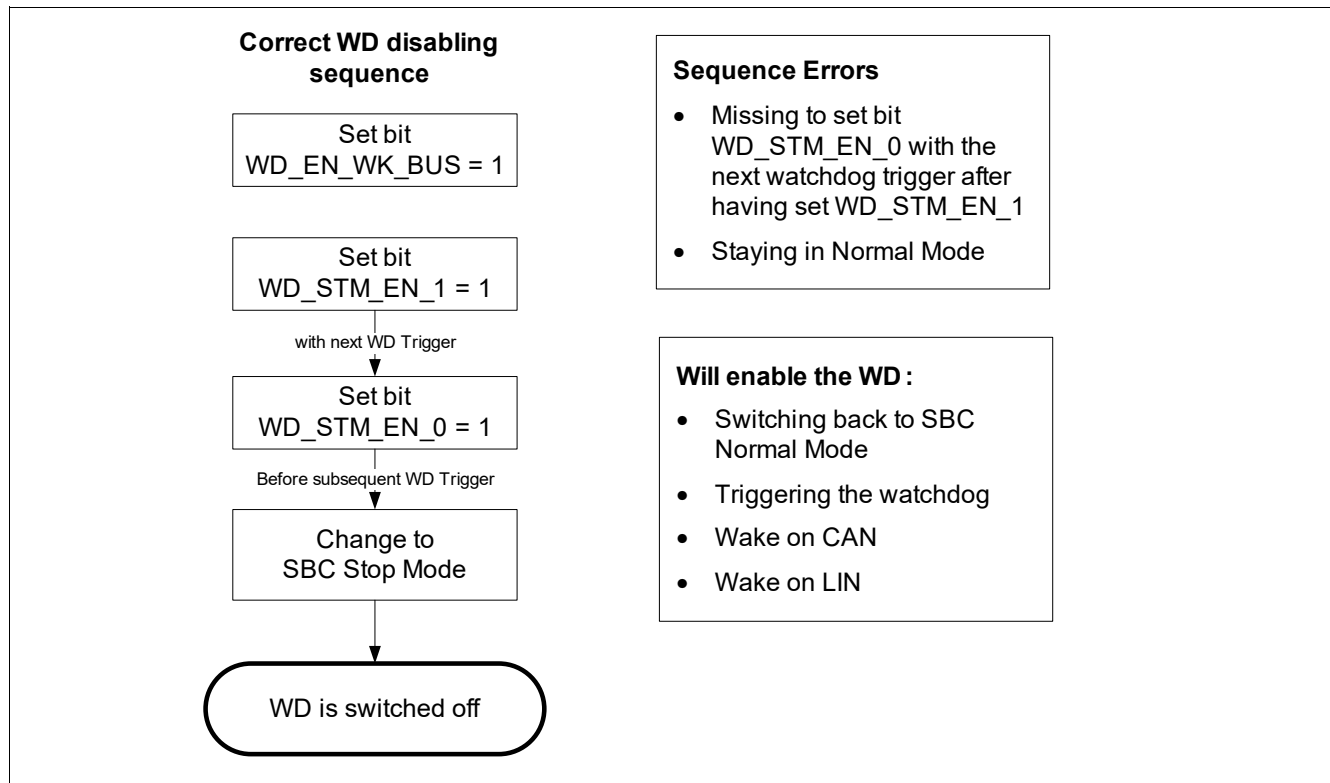 Correct WD disabling
sequence
Set bit
WD_EN_WK_BUS = 1
Set bit
WD_STM_EN_1 = 1
with next WD Trigger
Set bit
WD_STM_EN_0 = 1
Before subsequent WD Trigger
Change to
SBC Stop Mode
WD is switched off
Sequence Errors
• Missing to set bit
WD_STM_EN_0 with the
next watchdog trigger after
having set WD_STM_EN_1
• Staying in Normal Mode
Will enable the WD :
• Switching back to SBC
Normal Mode
• Triggering the watchdog
• Wake on CAN
• Wake on LIN